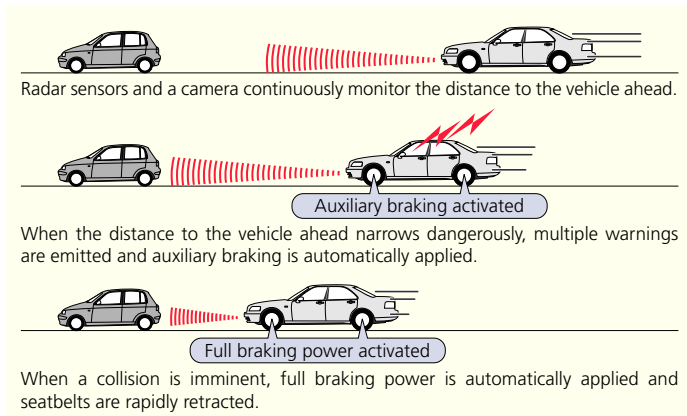 Radar sensors and a camera continuously monitor the distance to the vehicle ahead.
Auxiliary braking activated
When the distance to the vehicle ahead narrows dangerously, multiple warnings
are emitted and auxiliary braking is automatically applied.
Full braking power activated
When a collision is imminent, full braking power is automatically applied and
seatbelts are rapidly retracted.